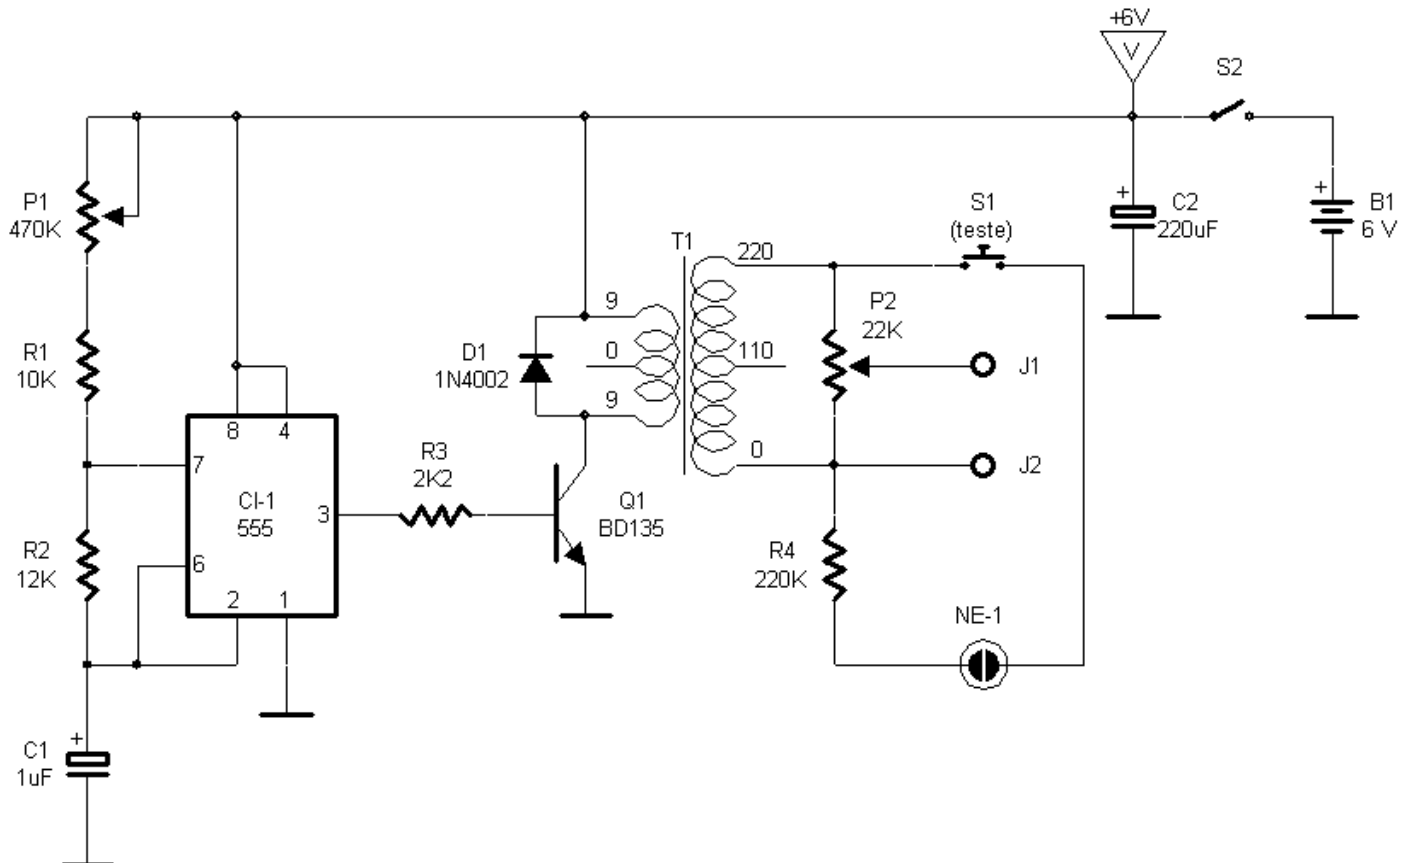 +6V
V
S2
P1
470K
S1
(teste)
C2
220uF
B1
6 V
T1
220
9
P2
22K
R1
10K
D1
1N4002
0
110
J1
9
8 4
7
R3
2K2
0
J2
CI-1
555
3
Q1
BD135
R2
12K
6
R4
220K
2 1
NE-1
C1
1uF
+
+
+